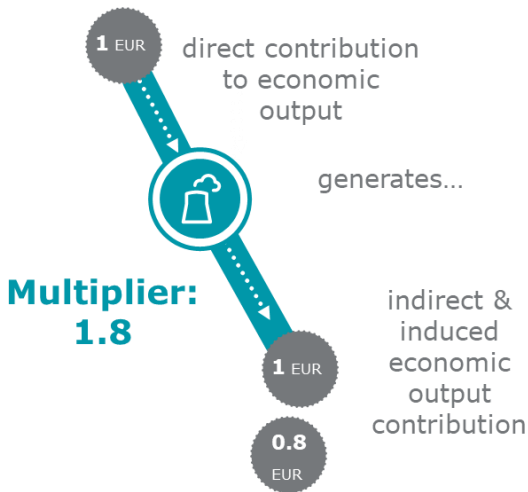 1 EUR
direct contribution
to economic
output
generates...
Multiplier:
1.8
indirect &
induced
economic
output
contribution
1 EUR
0.8
EUR